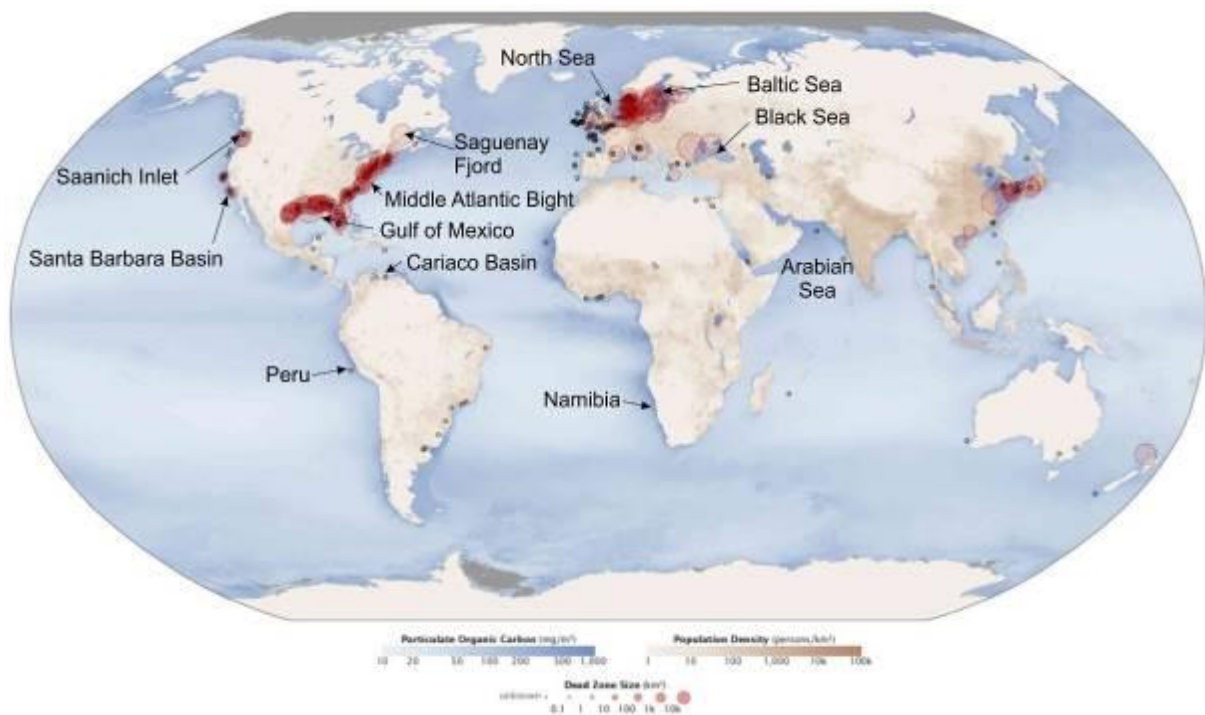 North Sea
Baltic Sea
Black Sea
Saguenay
Fjord
Saanich Inlet
Middle Atlantic Bight
Gulf of Mexico
Santa Barbara Basin
Cariaco Basin
Arabian
Sea
Peru
Namibia
Particulate Organic Carbon (mg/m³)
10 20 50 100 200 500 1,000
Population Density (persons/km²)
1 10 100 1,000 10k 100k
Dead Zone Size (km²)
unknown
0.1 1 10 100 1k 10k